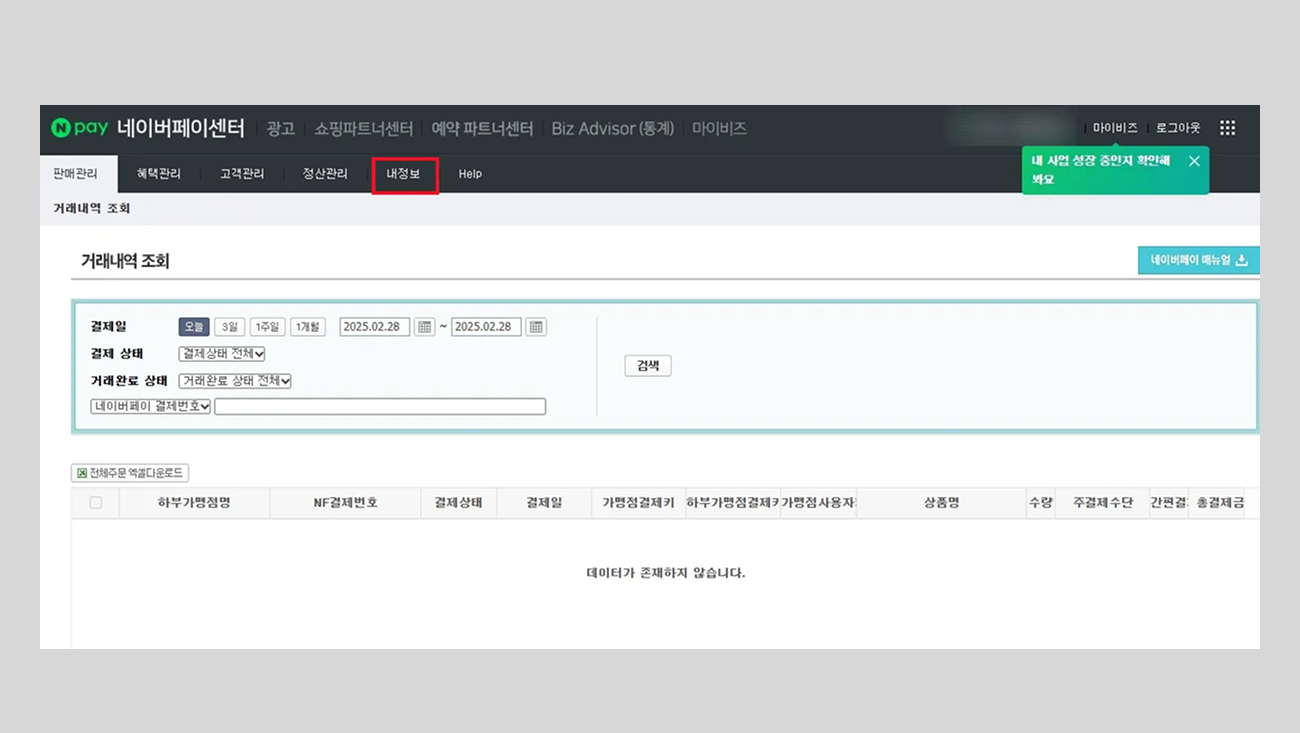 N pay 네이버페이센터 광고 쇼핑파트너센터 예약 파트너센터 Biz Advisor (통계) 마이비즈 마이비즈 로그아웃
내 사업 성장 중인지 확인해
봐요
판매관리 혜택관리 고객관리 정산관리 내정보 Help
거래내역 조회
거래내역 조회
네이버페이 매뉴얼
결제일 오늘 3일 1주일 1개월 2025.02.28 ~ 2025.02.28
결제 상태 결제상태 전체
검색
거래완료 상태 거래완료 상태 전체
네이버페이 결제번호
전체주문 엑셀다운로드
하부가맹점명 NF결제번호 결제상태 결제일 가맹점결제키 하부가맹점결제키 가맹점사용자 상품명 수량 주결제수단 간편결 총결제금
데이터가 존재하지 않습니다.